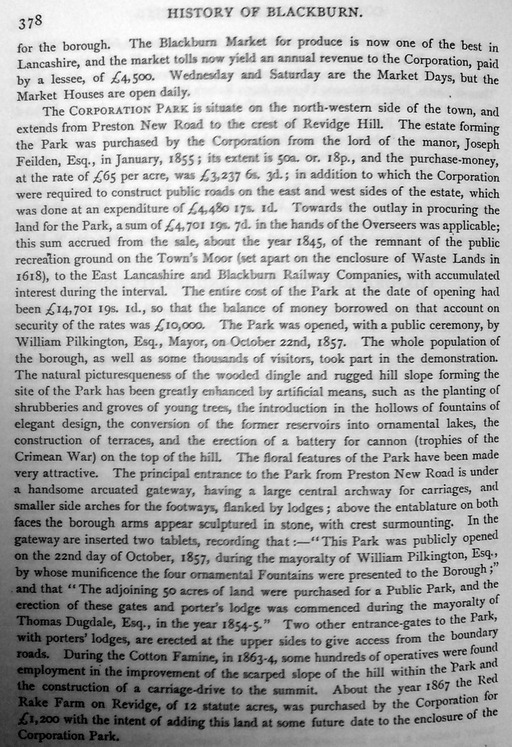 378
HISTORY OF BLACKBURN.
for the borough. The Blackburn Market for produce is now one of the best in
Lancashire, and the market tolls now yield an annual revenue to the Corporation, paid
by a lessee, of £4,500. Wednesday and Saturday are the Market Days, but the
Market Houses are open daily.
The CORPORATION PARK is situate on the north-western side of the town, and
extends from Preston New Road to the crest of Revidge Hill. The estate forming
the Park was purchased by the Corporation from the lord of the manor, Joseph
Feilden, Esq., in January, 1855; its extent is 50a. 0r. 18p., and the purchase-money,
at the rate of £65 per acre, was £3,237 6s. 3d.; in addition to which the Corporation
were required to construct public roads on the east and west sides of the estate, which
was done at an expenditure of £4,480 17s. 1d. Towards the outlay in procuring the
land for the Park, a sum of £4,701 19s. 7d. in the hands of the Overseers was applicable;
this sum accrued from the sale, about the year 1845, of the remnant of the public
recreation ground on the Town's Moor (set apart on the enclosure of Waste Lands in
1618), to the East Lancashire and Blackburn Railway Companies, with accumulated
interest during the interval. The entire cost of the Park at the date of opening had
been £14,701 19s. 1d., so that the balance of money borrowed on that account on
security of the rates was £10,000. The Park was opened, with a public ceremony, by
William Pilkington, Esq., Mayor, on October 22nd, 1857. The whole population of
the borough, as well as some thousands of visitors, took part in the demonstration.
The natural picturesqueness of the wooded dingle and rugged hill slope forming the
site of the Park has been greatly enhanced by artificial means, such as the planting of
shrubberies and groves of young trees, the introduction in the hollows of fountains of
elegant design, the conversion of the former reservoirs into ornamental lakes, the
construction of terraces, and the erection of a battery for cannon (trophies of the
Crimean War) on the top of the hill. The floral features of the Park have been made
very attractive. The principal entrance to the Park from Preston New Road is under
a handsome arcuated gateway, having a large central archway for carriages, and
smaller side arches for the footways, flanked by lodges; above the entablature on both
faces the borough arms appear sculptured in stone, with crest surmounting. In the
gateway are inserted two tablets, recording that:—"This Park was publicly opened
on the 22nd day of October, 1857, during the mayoralty of William Pilkington, Esq.,
by whose munificence the four ornamental Fountains were presented to the Borough;"
and that "The adjoining 50 acres of land were purchased for a Public Park, and the
erection of these gates and porter's lodge was commenced during the mayoralty of
Thomas Dugdale, Esq., in the year 1854-5." Two other entrance-gates to the Park,
with porters' lodges, are erected at the upper sides to give access from the boundary
roads. During the Cotton Famine, in 1863-4, some hundreds of operatives were found
employment in the improvement of the scarped slope of the hill within the Park and
the construction of a carriage-drive to the summit. About the year 1867 the Red
Rake Farm on Revidge, of 12 statute acres, was purchased by the Corporation for
£1,200 with the intent of adding this land at some future date to the enclosure of the
Corporation Park.